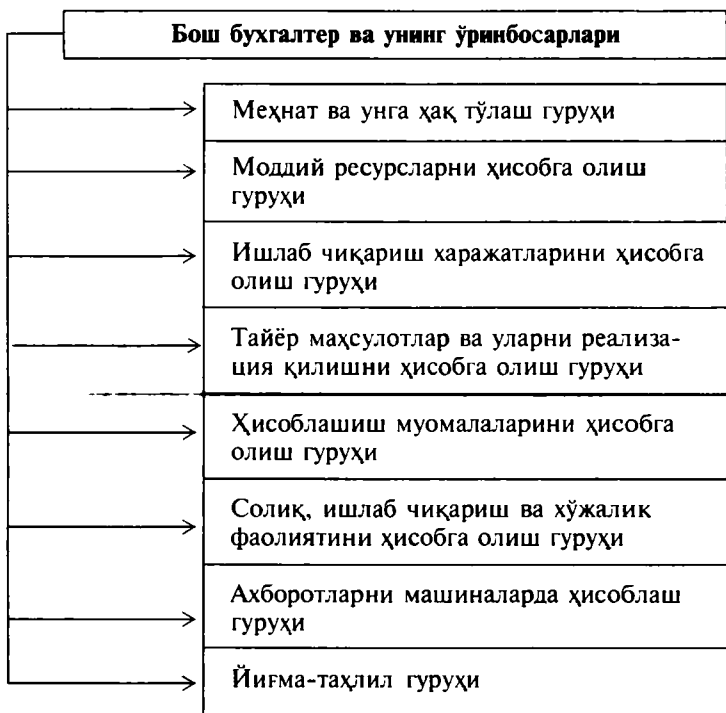 Бош бухгалтер ва унинг ўринбосарлари
Меҳнат ва унга ҳақ тўлаш гуруҳи
Моддий ресурсларни ҳисобга олиш
гуруҳи
Ишлаб чиқариш харажатларини ҳисобга
олиш гуруҳи
Тайёр маҳсулотлар ва уларни реализа-
ция қилишни ҳисобга олиш гуруҳи
Ҳисоблашиш муомалаларини ҳисобга
олиш гуруҳи
Солиқ, ишлаб чиқариш ва хўжалик
фаолиятини ҳисобга олиш гуруҳи
Ахборотларни машиналарда ҳисоблаш
гуруҳи
Йиғма-таҳлил гуруҳи